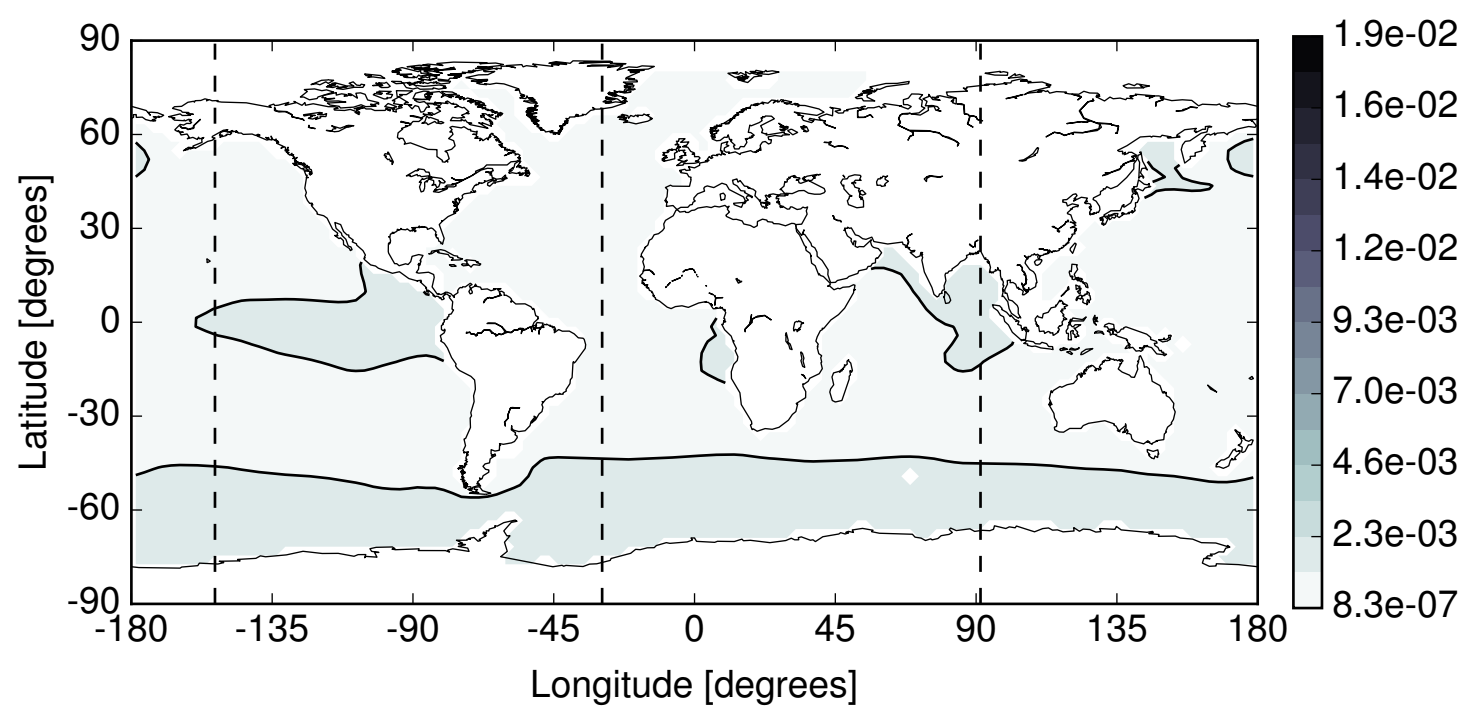 90
60
30
0
-30
-60
-90
Latitude [degrees]
-180 -135 -90 -45 0 45 90 135 180
Longitude [degrees]
1.9e-02
1.6e-02
1.4e-02
1.2e-02
9.3e-03
7.0e-03
4.6e-03
2.3e-03
8.3e-07